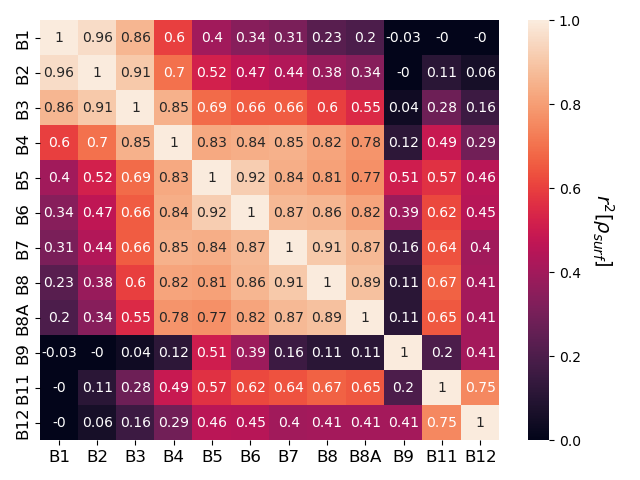 B1 1 0.96 0.86 0.6 0.4 0.34 0.31 0.23 0.2 -0.03 -0 -0
B2 0.96 1 0.91 0.7 0.52 0.47 0.44 0.38 0.34 -0 0.11 0.06
B3 0.86 0.91 1 0.85 0.69 0.66 0.66 0.6 0.55 0.04 0.28 0.16
B4 0.6 0.7 0.85 1 0.83 0.84 0.85 0.82 0.78 0.12 0.49 0.29
B5 0.4 0.52 0.69 0.83 1 0.92 0.84 0.81 0.77 0.51 0.57 0.46
B6 0.34 0.47 0.66 0.84 0.92 1 0.87 0.86 0.82 0.39 0.62 0.45
B7 0.31 0.44 0.66 0.85 0.84 0.87 1 0.91 0.87 0.16 0.64 0.4
B8 0.23 0.38 0.6 0.82 0.81 0.86 0.91 1 0.89 0.11 0.67 0.41
B8A 0.2 0.34 0.55 0.78 0.77 0.82 0.87 0.89 1 0.11 0.65 0.41
B9 -0.03 -0 0.04 0.12 0.51 0.39 0.16 0.11 0.11 1 0.2 0.41
B11 -0 0.11 0.28 0.49 0.57 0.62 0.64 0.67 0.65 0.2 1 0.75
B12 -0 0.06 0.16 0.29 0.46 0.45 0.4 0.41 0.41 0.41 0.75 1
B1 B2 B3 B4 B5 B6 B7 B8 B8A B9 B11 B12
1.0
0.8
0.6
0.4
0.2
0.0
r²[ρsurf]